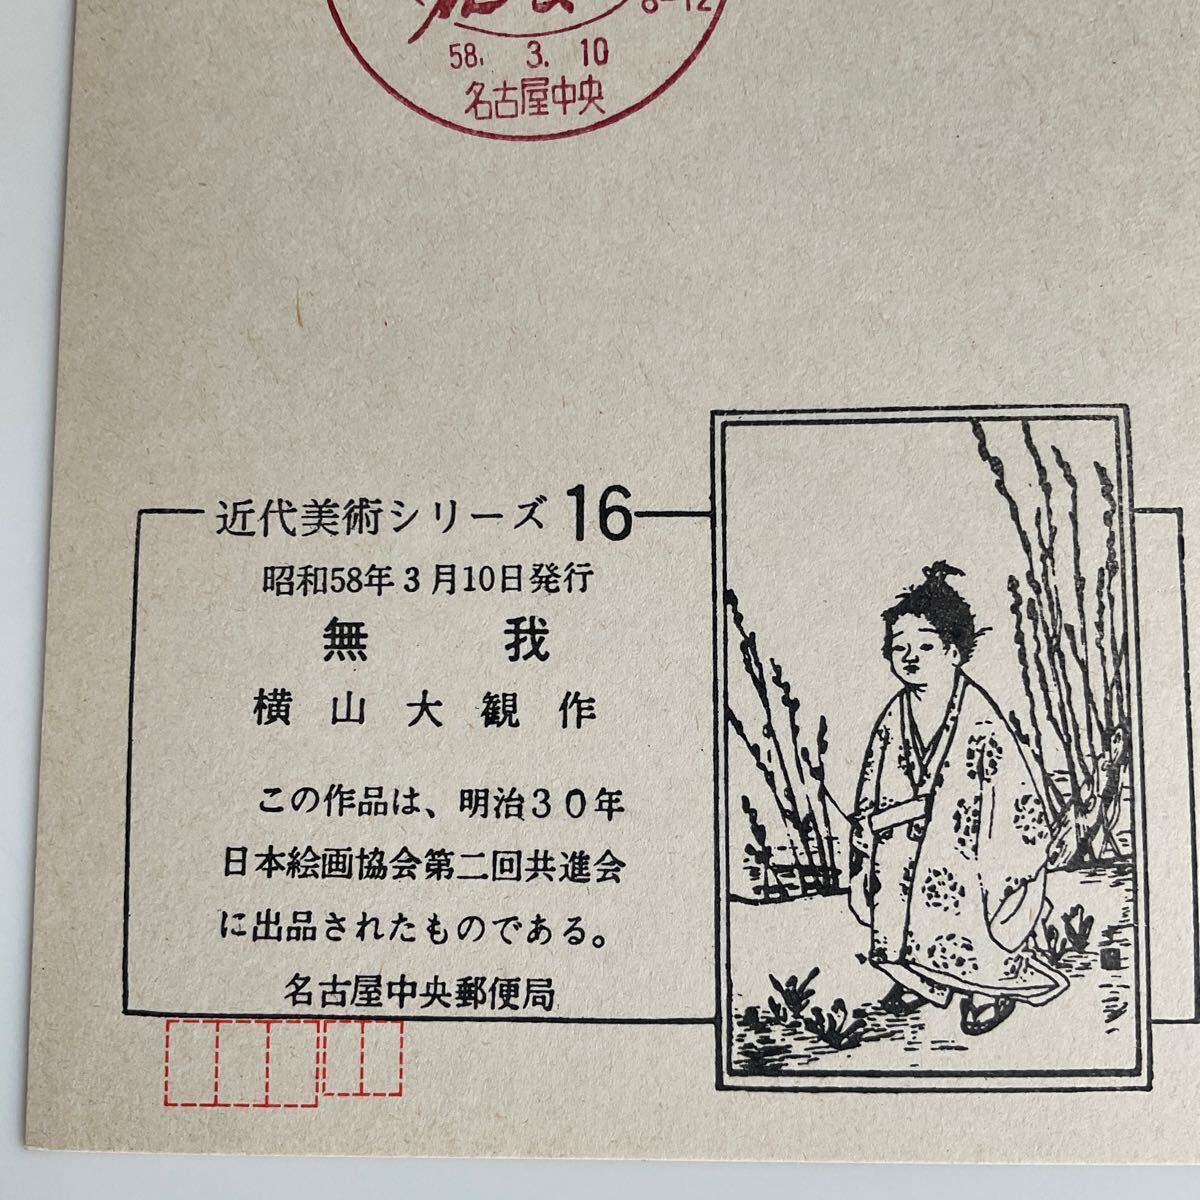 8-12
58. 3. 10
名古屋中央
近代美術シリーズ 16
昭和58年3月10日発行
無 我
横山大観作
この作品は、明治30年
日本絵画協会第二回共進会
に出品されたものである。
名古屋中央郵便局